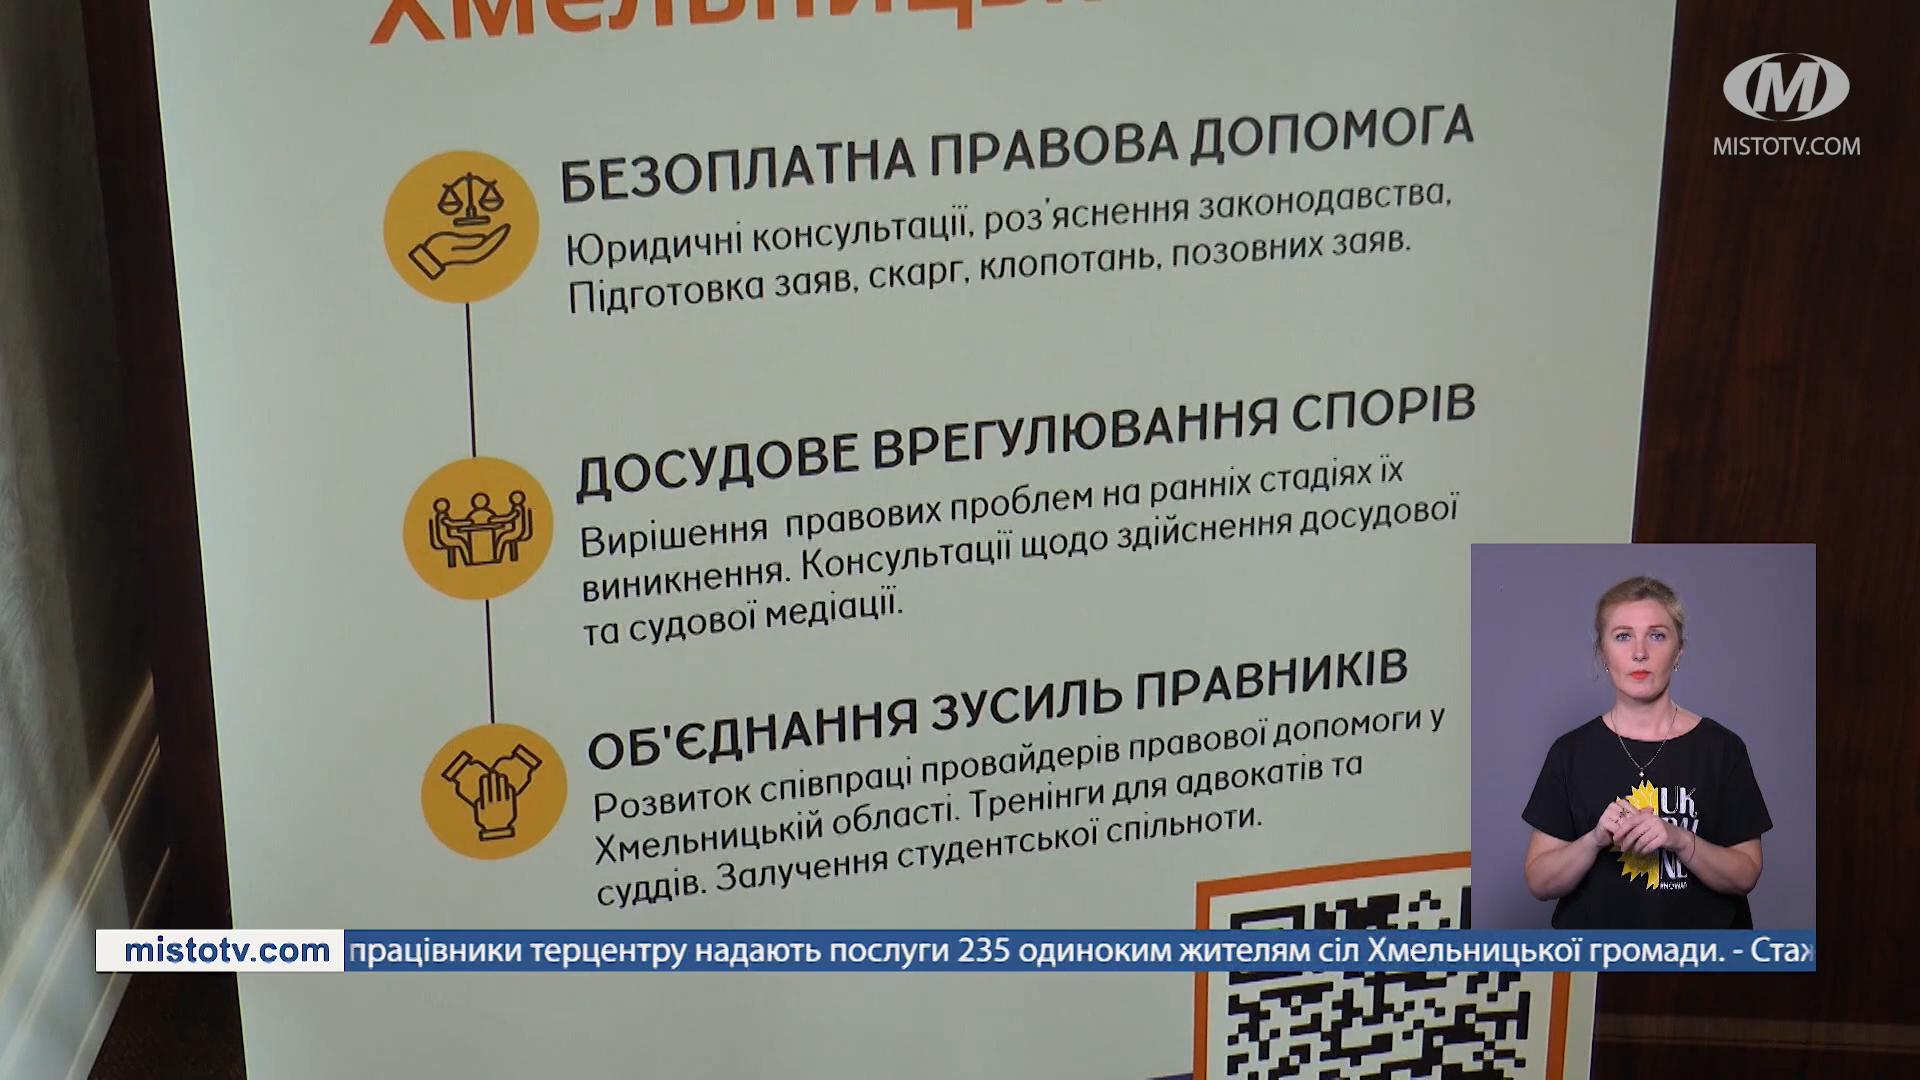 MISTOTV.COM
БЕЗОПЛАТНА ПРАВОВА ДОПОМОГА
Юридичні консультації, роз'яснення законодавства,
Підготовка заяв, скарг, клопотань, позовних заяв.
ДОСУДОВЕ ВРЕГУЛЮВАННЯ СПОРІВ
Вирішення правових проблем на ранніх стадіях їх
виникнення. Консультації щодо здійснення досудової
та судової медіації.
ОБ'ЄДНАННЯ ЗУСИЛЬ ПРАВНИКІВ
Розвиток співпраці провайдерів правової допомоги у
Хмельницькій області. Тренінги для адвокатів та
суддів. Залучення студентської спільноти.
mistotv.com
працівники терцентру надають послуги 235 одиноким жителям сіл Хмельницької громади. -